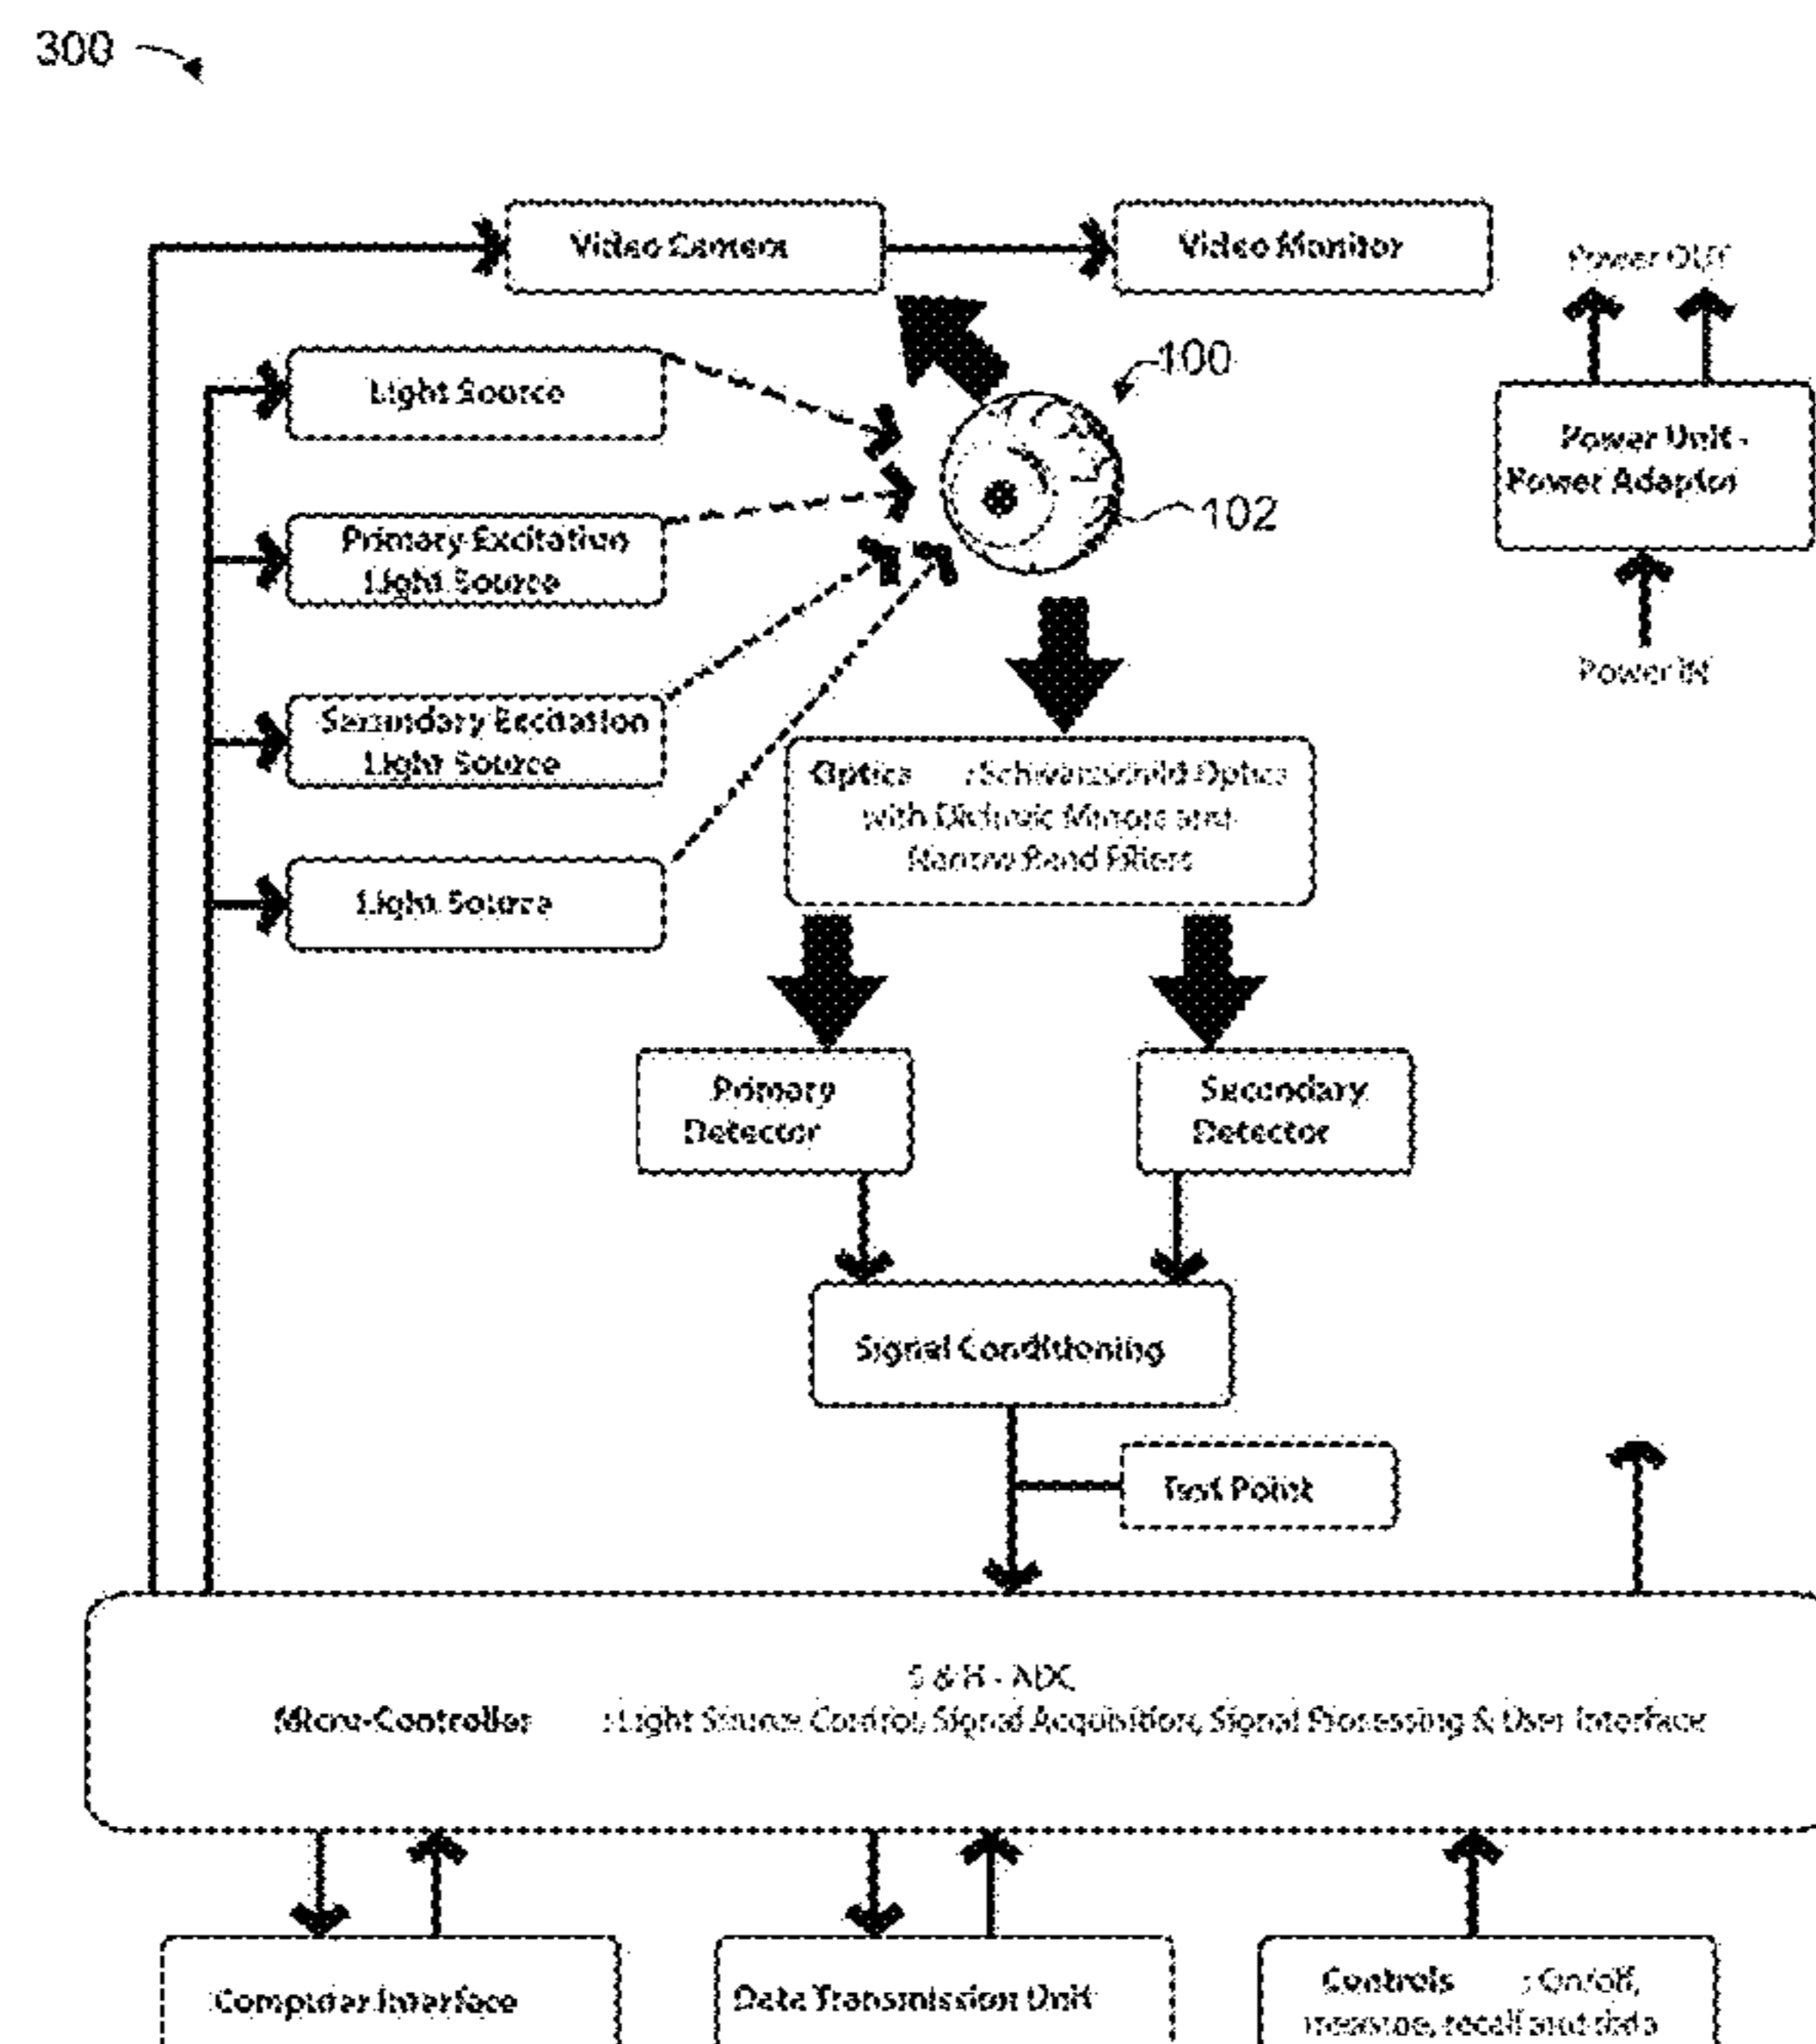 300
Video Camera
Video Monitor
Power OUT
Light Source
100
Power Unit -
Power Adaptor
102
Primary Excitation
Light Source
Power IN
Secondary Excitation
Light Source
Optics : Schwarzschild Optics
with Dichroic Mirrors and
Narrow Band Filters
Light Source
Primary
Detector
Secondary
Detector
Signal Conditioning
Test Point
S & H - ADC
Micro-Controller : Light Source Control, Signal Acquisition, Signal Processing & User Interface
Computer Interface
Data Transmission Unit
Controls : On/off,
measure, recall and data